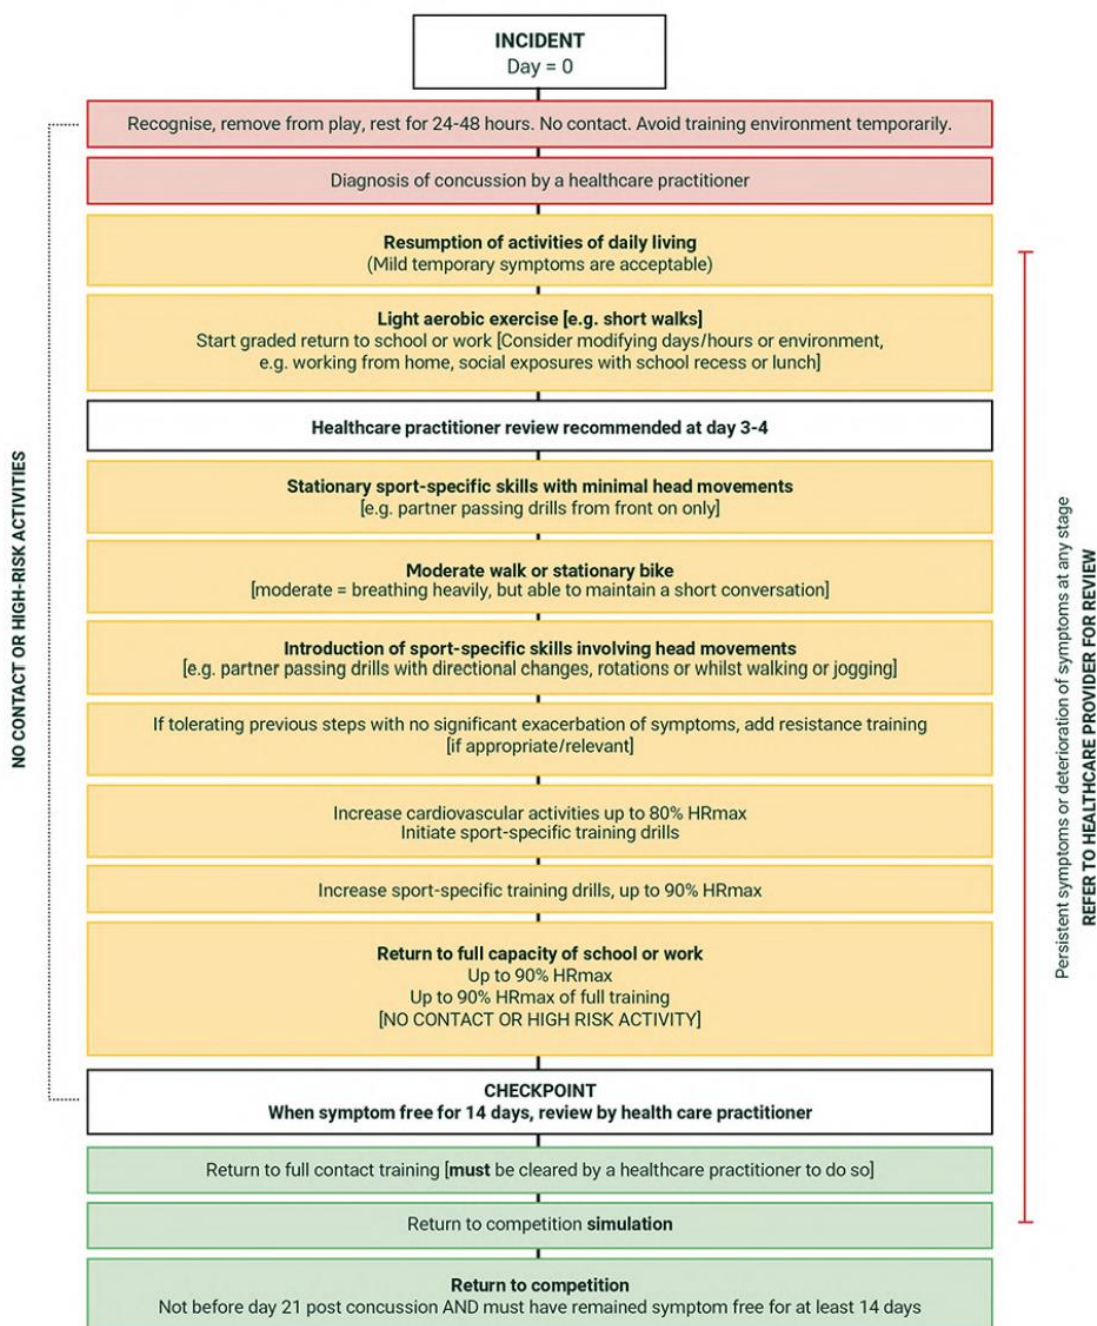 INCIDENT
Day = 0
Recognise, remove from play, rest for 24-48 hours. No contact. Avoid training environment temporarily.
Diagnosis of concussion by a healthcare practitioner
Resumption of activities of daily living
(Mild temporary symptoms are acceptable)
Light aerobic exercise [e.g. short walks]
Start graded return to school or work [Consider modifying days/hours or environment,
e.g. working from home, social exposures with school recess or lunch]
Healthcare practitioner review recommended at day 3-4
Stationary sport-specific skills with minimal head movements
[e.g. partner passing drills from front on only]
Moderate walk or stationary bike
[moderate = breathing heavily, but able to maintain a short conversation]
Introduction of sport-specific skills involving head movements
[e.g. partner passing drills with directional changes, rotations or whilst walking or jogging]
If tolerating previous steps with no significant exacerbation of symptoms, add resistance training
[if appropriate/relevant]
Increase cardiovascular activities up to 80% HRmax
Initiate sport-specific training drills
Increase sport-specific training drills, up to 90% HRmax
Return to full capacity of school or work
Up to 90% HRmax
Up to 90% HRmax of full training
[NO CONTACT OR HIGH RISK ACTIVITY]
CHECKPOINT
When symptom free for 14 days, review by health care practitioner
Return to full contact training [must be cleared by a healthcare practitioner to do so]
Return to competition simulation
Return to competition
Not before day 21 post concussion AND must have remained symptom free for at least 14 days
NO CONTACT OR HIGH-RISK ACTIVITIES
Persistent symptoms or deterioration of symptoms at any stage
REFER TO HEALTHCARE PROVIDER FOR REVIEW